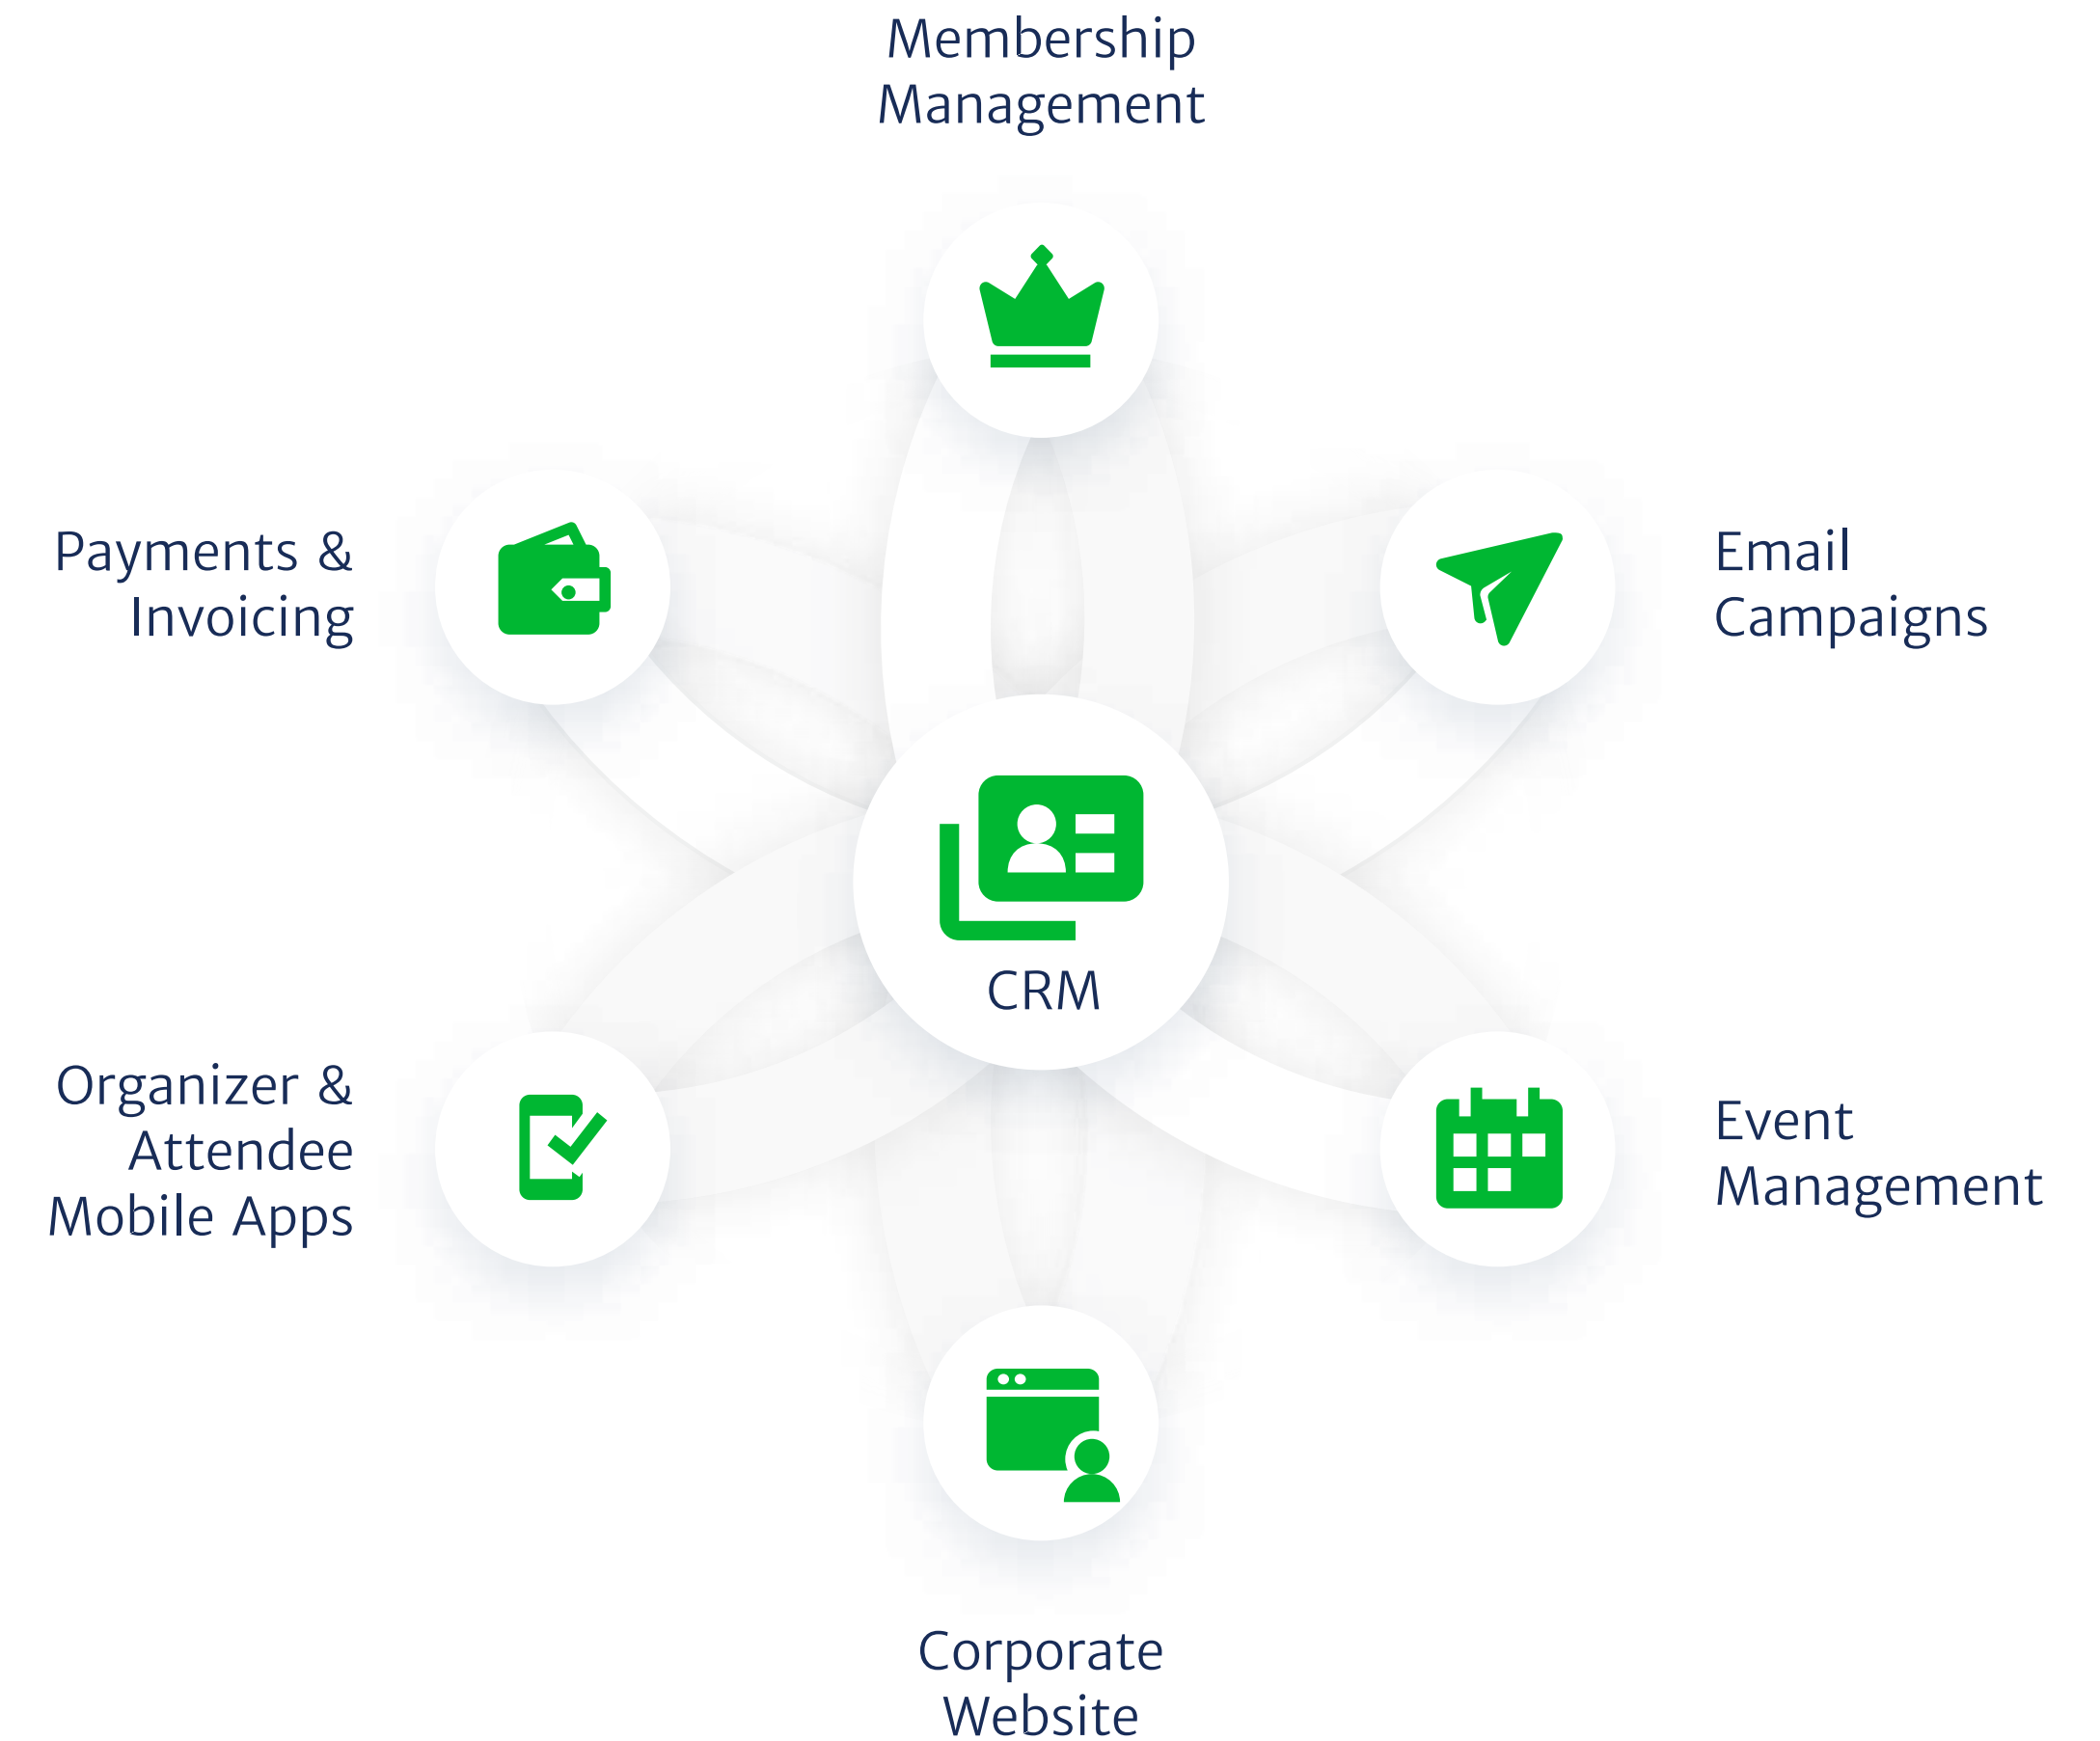 Membership
Management
Payments &
Invoicing
Email
Campaigns
CRM
Organizer &
Attendee
Mobile Apps
Event
Management
Corporate
Website